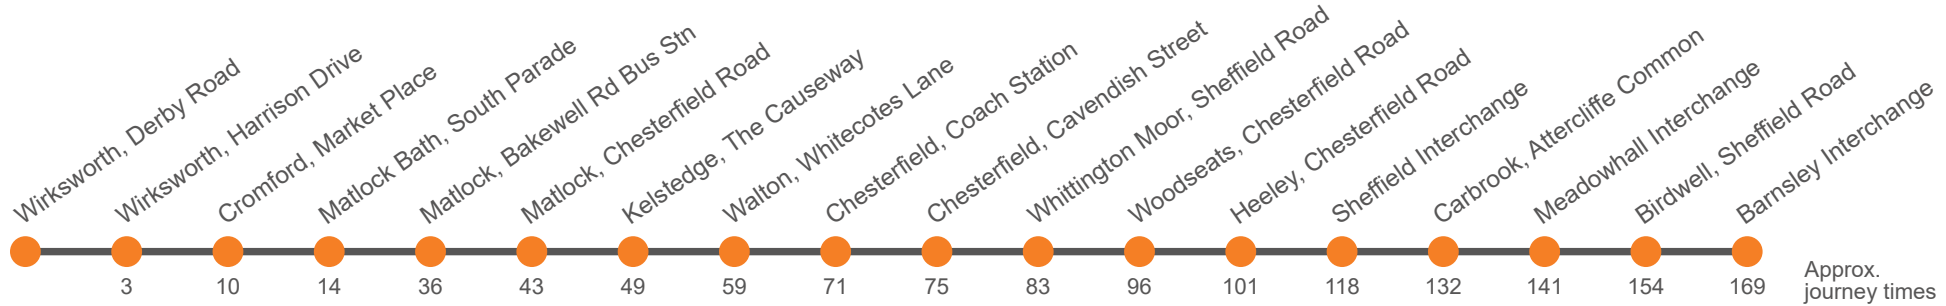 Wirksworth, Derby Road
Wirksworth, Harrison Drive
Cromford, Market Place
Matlock Bath, South Parade
Matlock, Bakewell Rd Bus Stn
Matlock, Chesterfield Road
Kelstedge, The Causeway
Walton, Whitecotes Lane
Chesterfield, Coach Station
Chesterfield, Cavendish Street
Whittington Moor, Sheffield Road
Woodseats, Chesterfield Road
Heeley, Chesterfield Road
Sheffield Interchange
Carbrook, Attercliffe Common
Meadowhall Interchange
Birdwell, Sheffield Road
Barnsley Interchange
3 10 14 36 43 49 59 71 75 83 96 101 118 132 141 154 169
Approx.
journey times